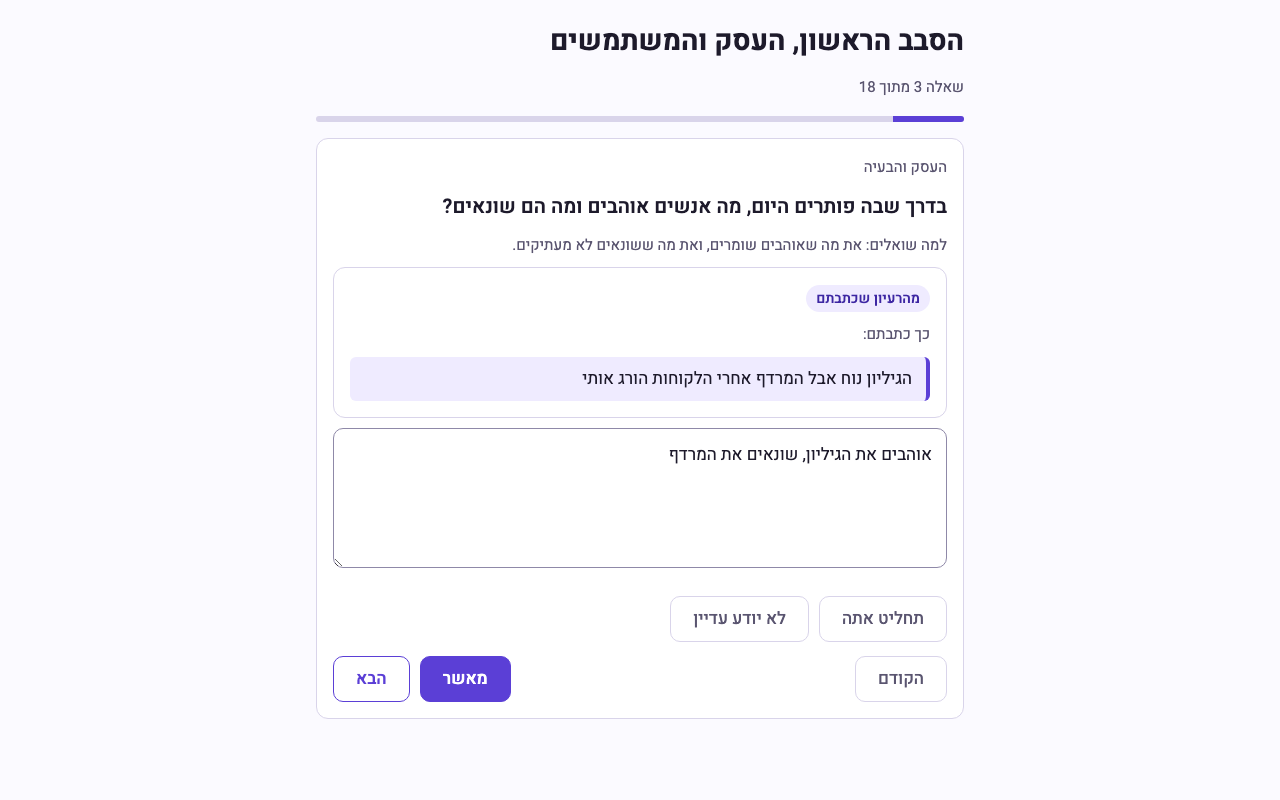 הסבב הראשון, העסק והמשתמשים
שאלה 3 מתוך 18
העסק והבעיה
בדרך שבה פותרים היום, מה אנשים אוהבים ומה הם שונאים?
למה שואלים: את מה שאוהבים שומרים, ואת מה ששונאים לא מעתיקים.
מהרעיון שכתבתם
כך כתבתם:
הגיליון נוח אבל המרדף אחרי הלקוחות הורג אותי
אוהבים את הגיליון, שונאים את המרדף
תחליט אתה
לא יודע עדיין
הקודם
מאשר
הבא